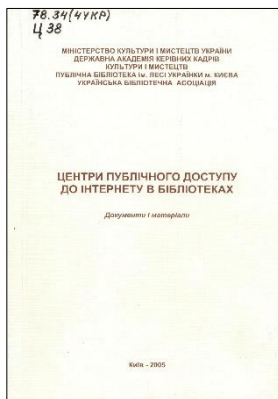 78.34(4УКР)
Ц 38
МІНІСТЕРСТВО КУЛЬТУРИ І МИСТЕЦТВ УКРАЇНИ
ДЕРЖАВНА АКАДЕМІЯ КЕРІВНИХ КАДРІВ
КУЛЬТУРИ І МИСТЕЦТВ
ПУБЛІЧНА БІБЛІОТЕКА ім. ЛЕСІ УКРАЇНКИ м. КИЄВА
УКРАЇНСЬКА БІБЛІОТЕЧНА АСОЦІАЦІЯ
ЦЕНТРИ ПУБЛІЧНОГО ДОСТУПУ
ДО ІНТЕРНЕТУ В БІБЛІОТЕКАХ
Документи і матеріали
Київ - 2005